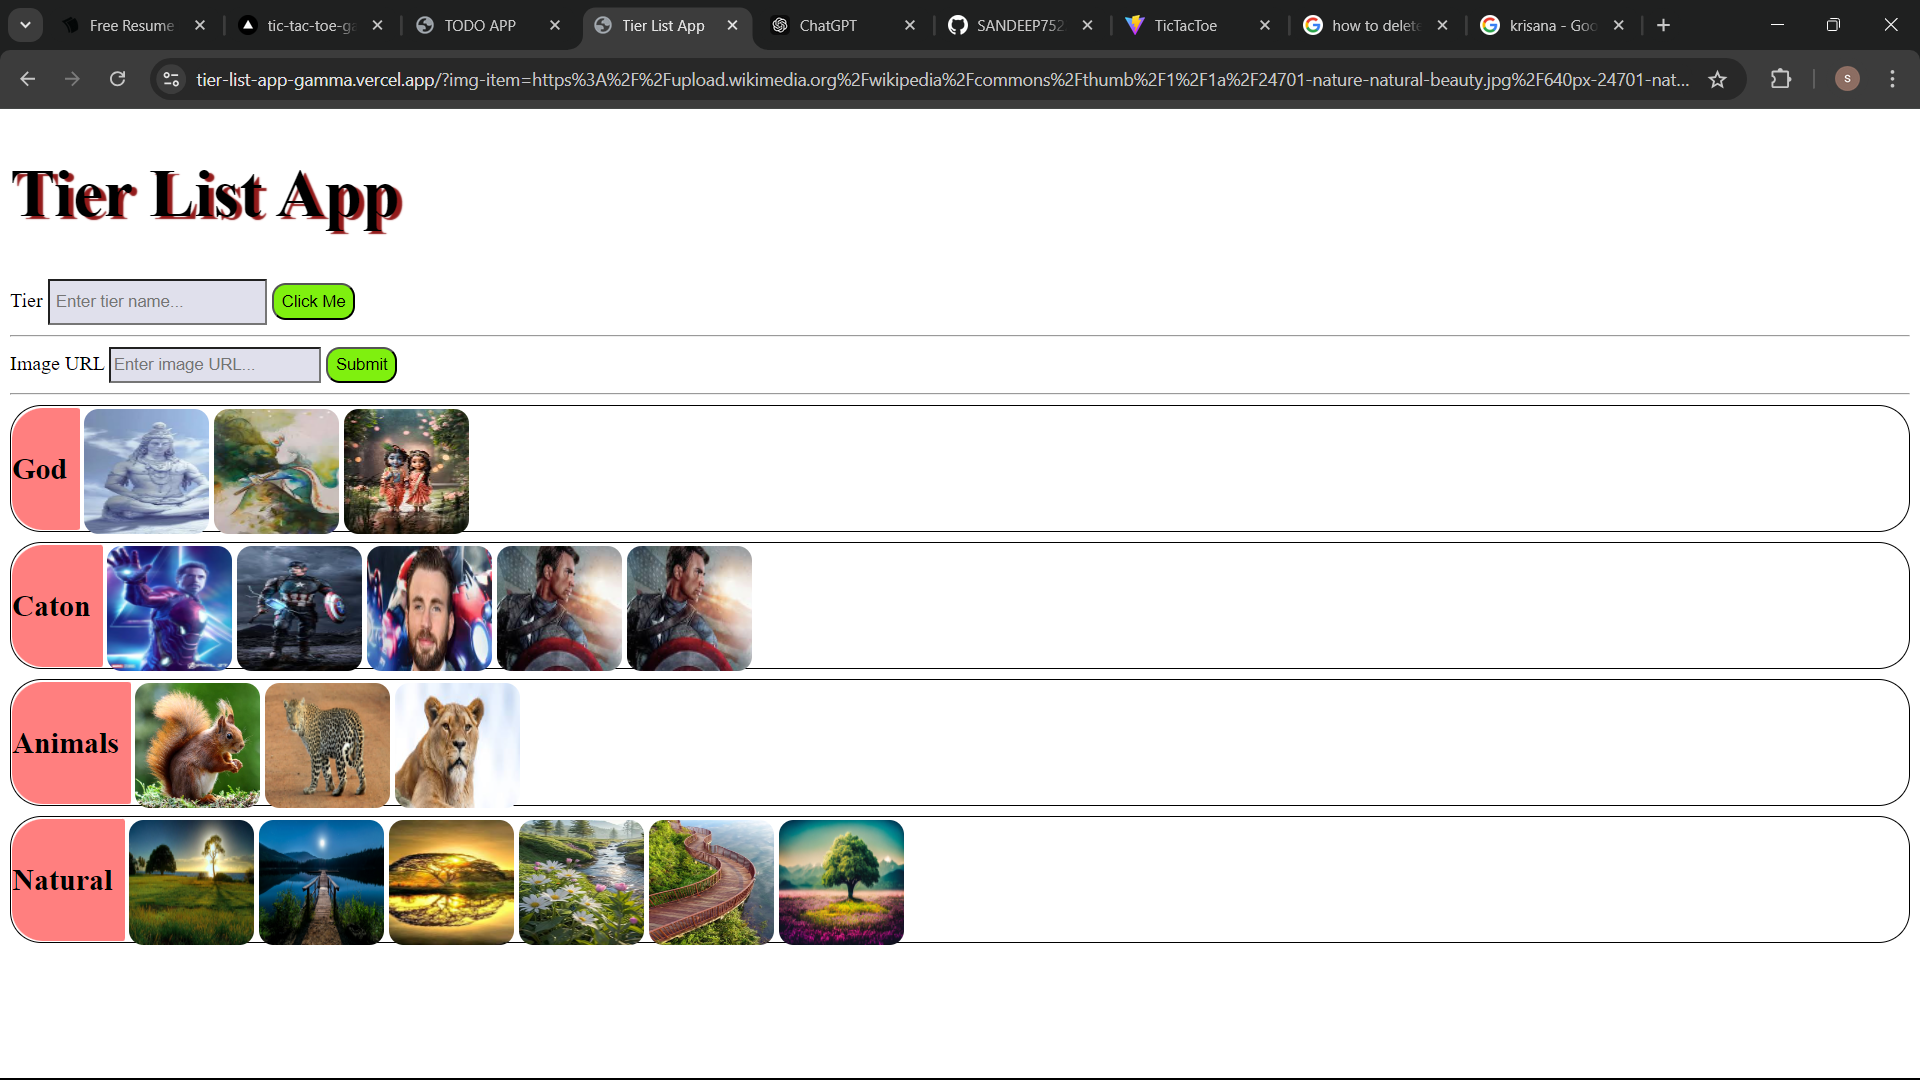 Free Resume
tic-tac-toe-ga
TODO APP
Tier List App
ChatGPT
SANDEEP752
TicTacToe
how to delete
krisana - Goo
tier-list-app-gamma.vercel.app/?img-item=https%3A%2F%2Fupload.wikimedia.org%2Fwikipedia%2Fcommons%2Fthumb%2F1%2F1a%2F24701-nature-natural-beauty.jpg%2F640px-24701-nat...
S
Tier List App
Tier Enter tier name... Click Me
Image URL Enter image URL... Submit
God
Caton
Animals
Natural